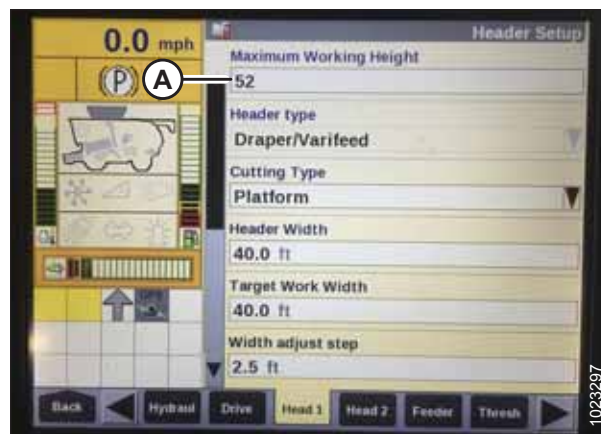 0.0 mph
(P)
A
Header Setup
Maximum Working Height
52
Header type
Draper/Varifeed
Cutting Type
Platform
Header Width
40.0 ft
Target Work Width
40.0 ft
Width adjust step
2.5 ft
Back
Hydraul
Drive
Head 1
Head 2
Feeder
Thresh
1023297